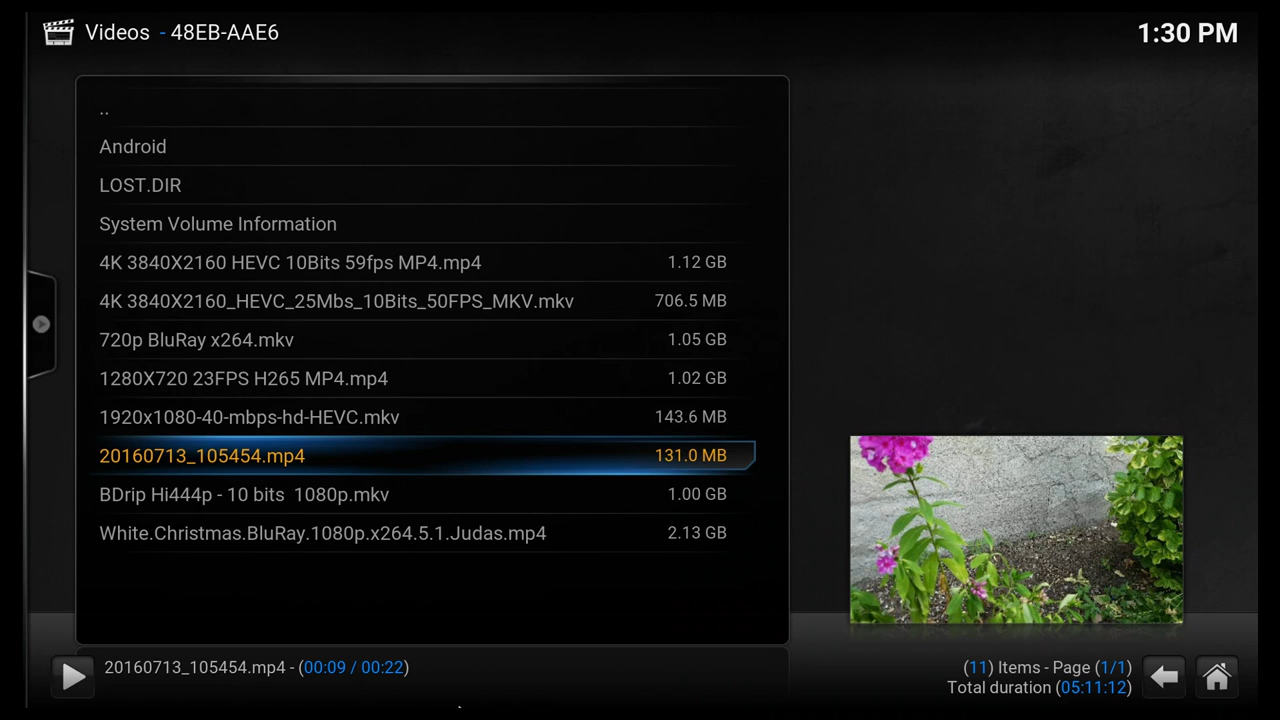 Videos - 48EB-AAE6
1:30 PM
..
Android
LOST.DIR
System Volume Information
4K 3840X2160 HEVC 10Bits 59fps MP4.mp4 1.12 GB
4K 3840X2160_HEVC_25Mbs_10Bits_50FPS_MKV.mkv 706.5 MB
720p BluRay x264.mkv 1.05 GB
1280X720 23FPS H265 MP4.mp4 1.02 GB
1920x1080-40-mbps-hd-HEVC.mkv 143.6 MB
20160713_105454.mp4 131.0 MB
BDrip Hi444p - 10 bits  1080p.mkv 1.00 GB
White.Christmas.BluRay.1080p.x264.5.1.Judas.mp4 2.13 GB
20160713_105454.mp4 - (00:09 / 00:22)
(11) Items - Page (1/1)
Total duration (05:11:12)